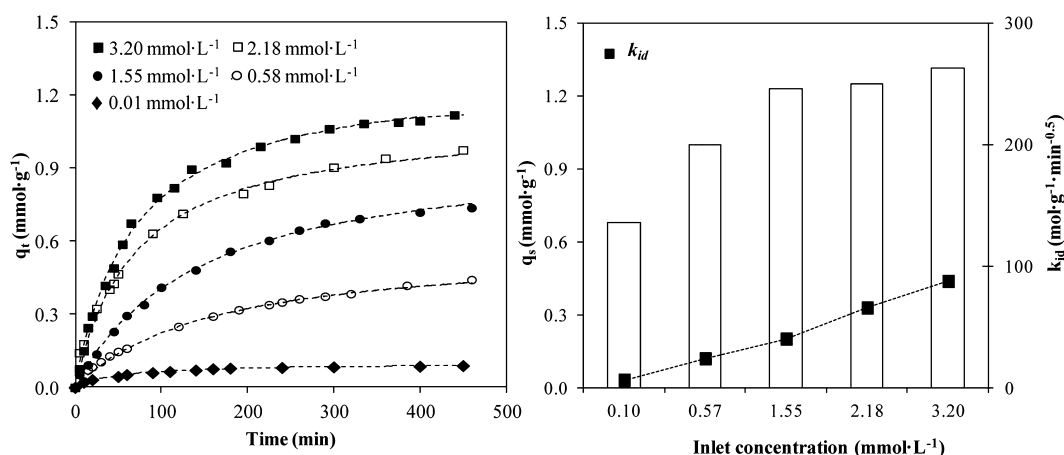 1.5
1.2
0.9
0.6
0.3
0.0
qt (mmol·g-1)
3.20 mmol·L-1
2.18 mmol·L-1
1.55 mmol·L-1
0.58 mmol·L-1
0.01 mmol·L-1
0 100 200 300 400 500
Time (min)
1.5
1.2
0.9
0.6
0.3
0.0
qs (mmol·g-1)
kid
300
200
100
0
kid (mol·g-1·min-0.5)
0.10 0.57 1.55 2.18 3.20
Inlet concentration (mmol·L-1)